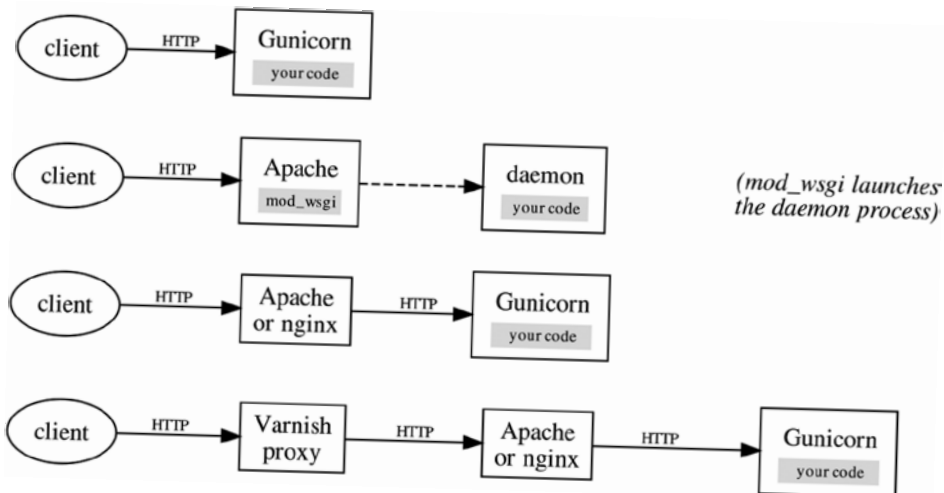 client
HTTP
Gunicorn
your code
client
HTTP
Apache
mod_wsgi
daemon
your code
(mod_wsgi launches
the daemon process)
client
HTTP
Apache
or nginx
HTTP
Gunicorn
your code
client
HTTP
Varnish
proxy
HTTP
Apache
or nginx
HTTP
Gunicorn
your code